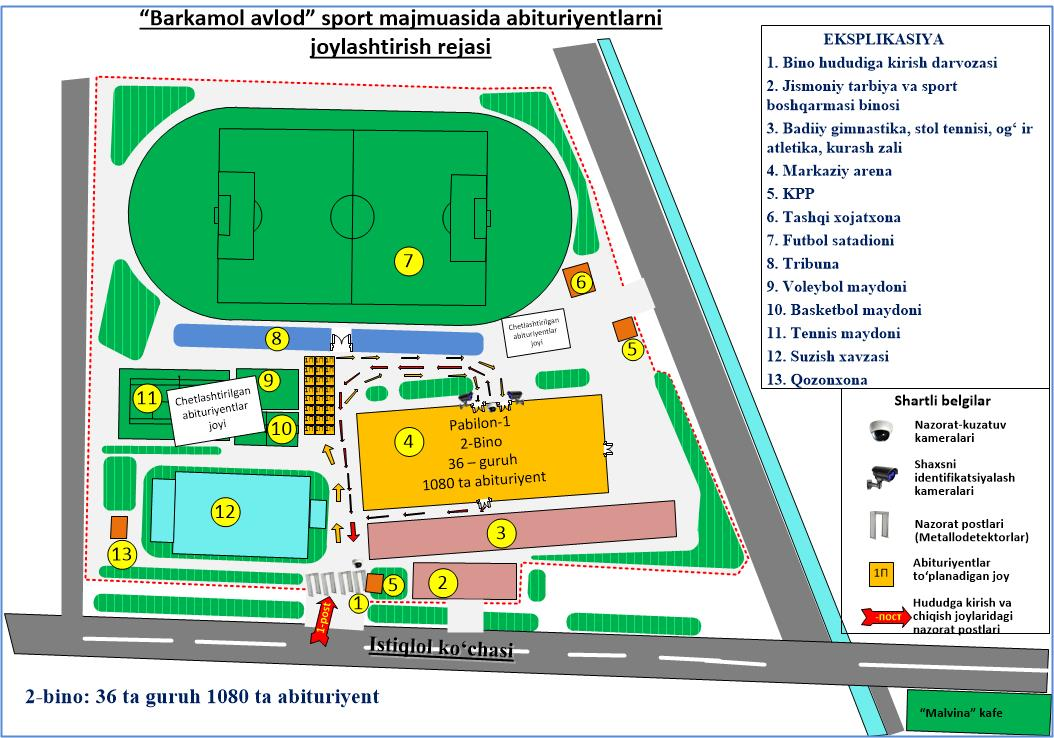 “Barkamol avlod” sport majmuasida abituriyentlarni
joylashtirish rejasi
EKSPLIKASIYA
1. Bino hududiga kirish darvozasi
2. Jismoniy tarbiya va sport
boshqarmasi binosi
3. Badiiy gimnastika, stol tennisi, og‘ ir
atletika, kurash zali
4. Markaziy arena
5. KPP
6. Tashqi xojatxona
7. Futbol satadioni
8. Tribuna
9. Voleybol maydoni
10. Basketbol maydoni
11. Tennis maydoni
12. Suzish xavzasi
13. Qozonxona
Shartli belgilar
Nazorat-kuzatuv
kameralari
Shaxsni
identifikatsiyalash
kameralari
Nazorat postlari
(Metallodetektorlar)
1П
Abituriyentlar
to‘planadigan joy
-пост
Hududga kirish va
chiqish joylaridagi
nazorat postlari
7
6
Chetlashtirilgan
abituriyentlar
joyi
5
8
9
11
Chetlashtirilgan
abituriyentlar
joyi
10
4
Pabilon-1
2-Bino
36 – guruh
1080 ta abituriyent
12
3
13
5
2
1
1-post
Istiqlol ko‘chasi
2-bino: 36 ta guruh 1080 ta abituriyent
“Malvina” kafe